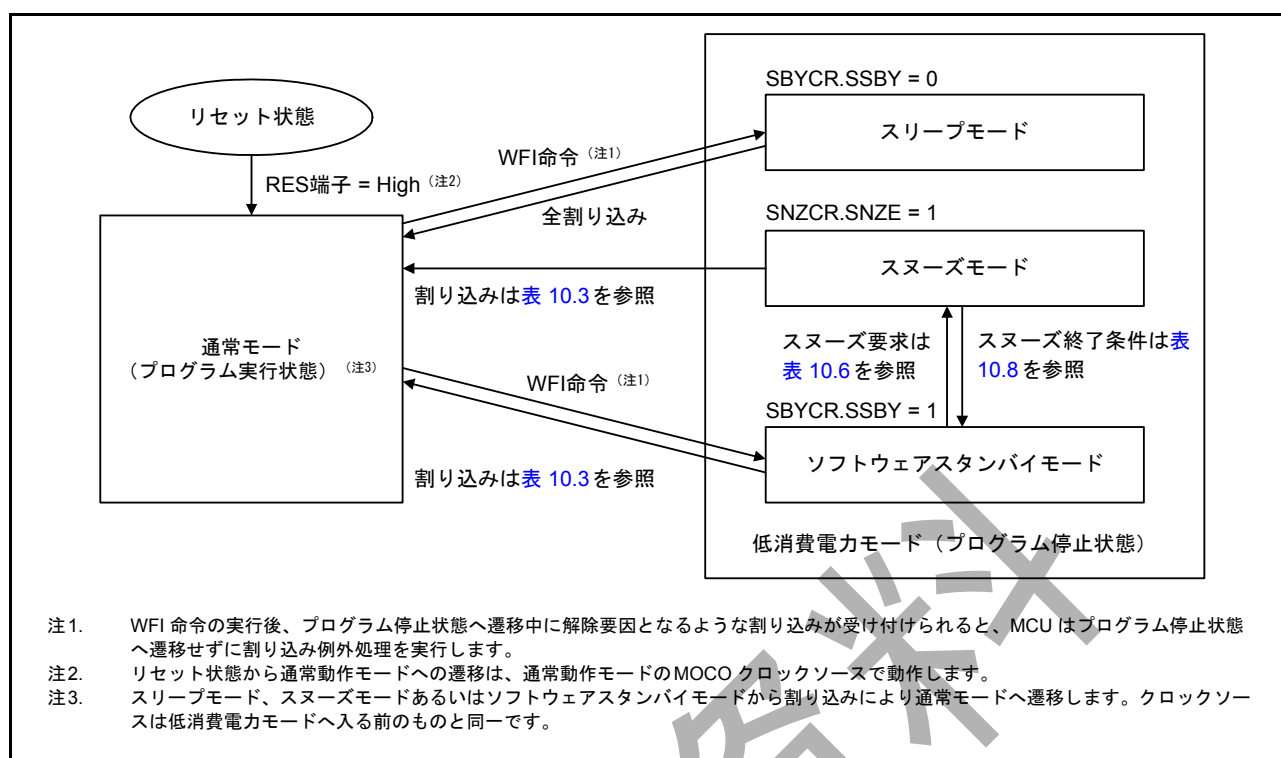 リセット状態
RES端子 = High（注2）
通常モード
（プログラム実行状態）（注3）
WFI命令（注1）
全割り込み
割り込みは表 10.3を参照
WFI命令（注1）
割り込みは表 10.3を参照
SBYCR.SSBY = 0
スリープモード
SNZCR.SNZE = 1
スヌーズモード
スヌーズ要求は
表 10.6を参照
スヌーズ終了条件は表
10.8を参照
SBYCR.SSBY = 1
ソフトウェアスタンバイモード
低消費電力モード（プログラム停止状態）
注1. WFI 命令の実行後、プログラム停止状態へ遷移中に解除要因となるような割り込みが受け付けられると、MCU はプログラム停止状態
へ遷移せずに割り込み例外処理を実行します。
注2. リセット状態から通常動作モードへの遷移は、通常動作モードのMOCO クロックソースで動作します。
注3. スリープモード、スヌーズモードあるいはソフトウェアスタンバイモードから割り込みにより通常モードへ遷移します。クロックソー
スは低消費電力モードへ入る前のものと同一です。